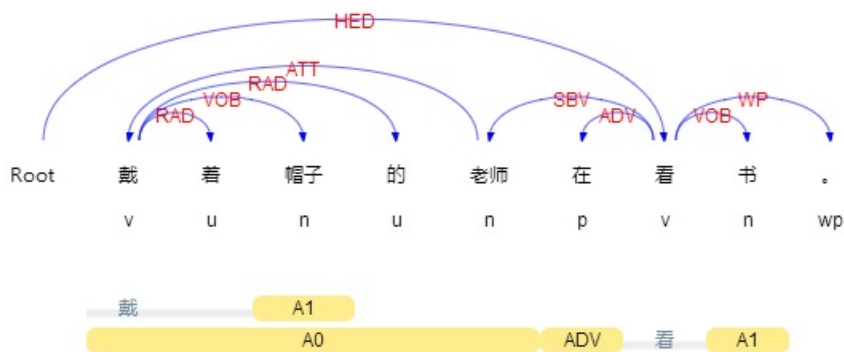 HED
ATT
RAD
RAD VOB SBV ADV VOB WP
Root 戴 着 帽子 的 老师 在 看 书 。
v u n u n p v n wp
戴 A1
A0 ADV 看 A1